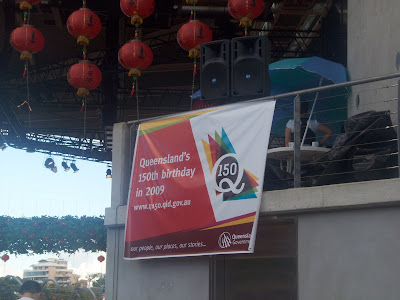 Queensland's
150th birthday
in 2009
www.q150.qld.gov.au
150
Q
our people, our places, our stories...
Queensland
Government